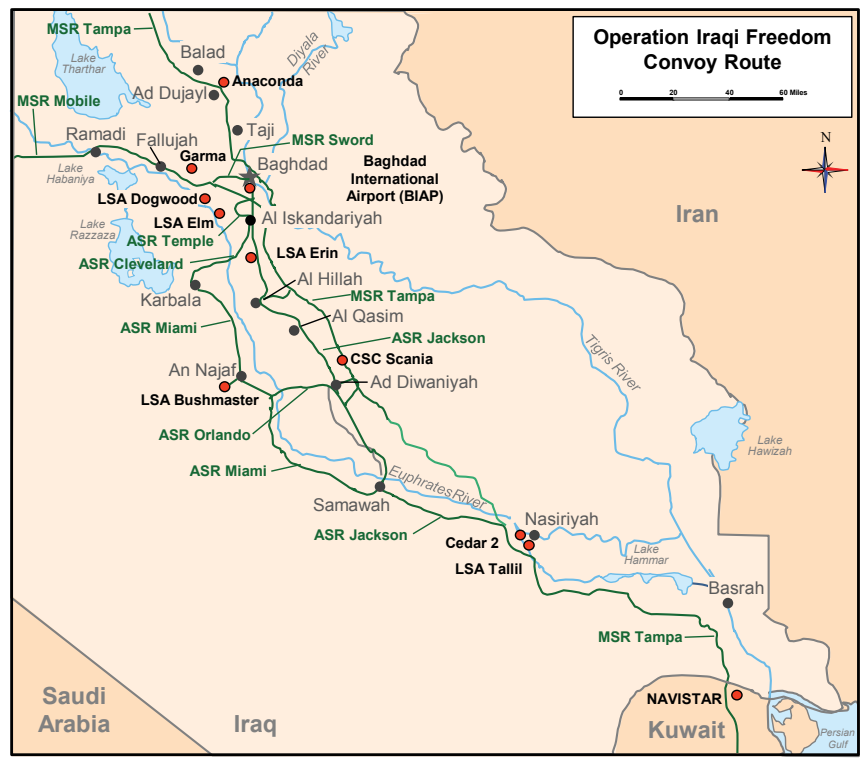 MSR Tampa
Operation Iraqi Freedom
Convoy Route
0 20 40 60 Miles
Balad
Diyala
River
Lake
Tharthar
Anaconda
Ad Dujayl
MSR Mobile
Taji
N
Ramadi
Fallujah
MSR Sword
Garma
Baghdad
Baghdad
International
Airport (BIAP)
Lake
Habaniya
LSA Dogwood
LSA Elm
Al Iskandariyah
Iran
Lake
Razzaza
ASR Temple
ASR Cleveland
LSA Erin
Al Hillah
Karbala
MSR Tampa
Al Qasim
ASR Miami
ASR Jackson
Tigris River
CSC Scania
An Najaf
Ad Diwaniyah
LSA Bushmaster
ASR Orlando
Lake
Hawizah
ASR Miami
Euphrates River
Samawah
Nasiriyah
ASR Jackson
Cedar 2
Lake
Hammar
LSA Tallil
Basrah
MSR Tampa
Saudi
Arabia
Iraq
NAVISTAR
Kuwait
Persian
Gulf